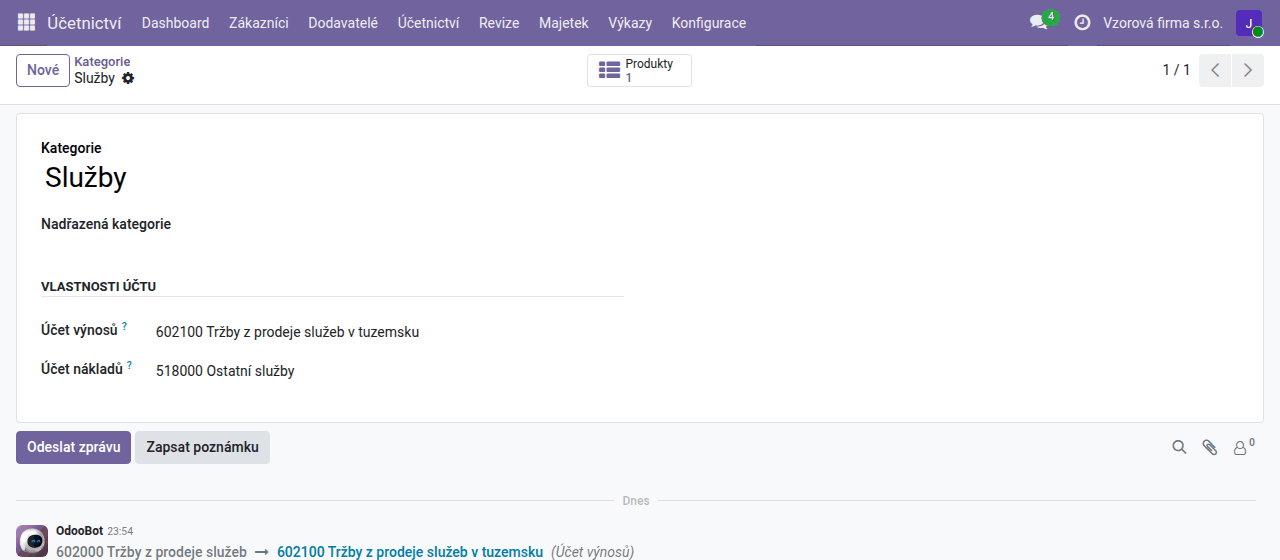 Účetnictví Dashboard Zákazníci Dodavatelé Účetnictví Revize Majetek Výkazy Konfigurace 4 Vzorová firma s.r.o. J
Nové Kategorie Produkty 1 / 1
Služby 1
Kategorie
Služby
Nadřazená kategorie
VLASTNOSTI ÚČTU
Účet výnosů ? 602100 Tržby z prodeje služeb v tuzemsku
Účet nákladů ? 518000 Ostatní služby
Odeslat zprávu Zapsat poznámku 0
Dnes
OdooBot 23:54
602000 Tržby z prodeje služeb → 602100 Tržby z prodeje služeb v tuzemsku (Účet výnosů)